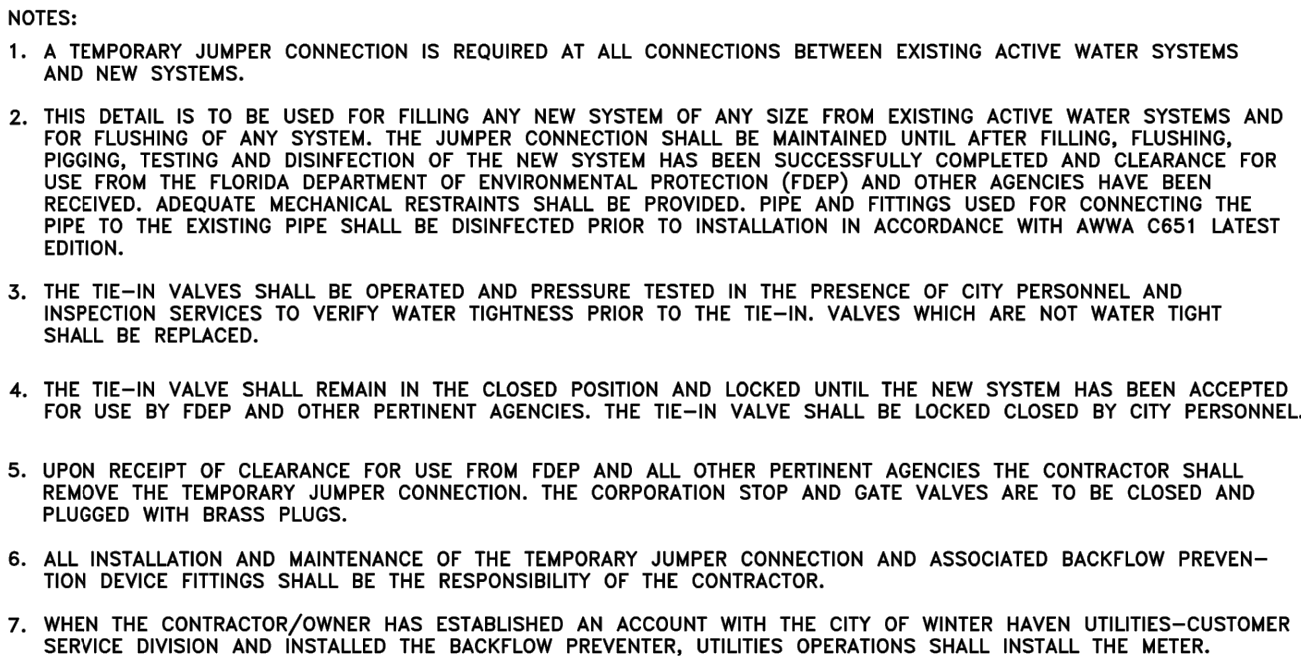 NOTES:
1. A TEMPORARY JUMPER CONNECTION IS REQUIRED AT ALL CONNECTIONS BETWEEN EXISTING ACTIVE WATER SYSTEMS
AND NEW SYSTEMS.
2. THIS DETAIL IS TO BE USED FOR FILLING ANY NEW SYSTEM OF ANY SIZE FROM EXISTING ACTIVE WATER SYSTEMS AND
FOR FLUSHING OF ANY SYSTEM. THE JUMPER CONNECTION SHALL BE MAINTAINED UNTIL AFTER FILLING, FLUSHING,
PIGGING, TESTING AND DISINFECTION OF THE NEW SYSTEM HAS BEEN SUCCESSFULLY COMPLETED AND CLEARANCE FOR
USE FROM THE FLORIDA DEPARTMENT OF ENVIRONMENTAL PROTECTION (FDEP) AND OTHER AGENCIES HAVE BEEN
RECEIVED. ADEQUATE MECHANICAL RESTRAINTS SHALL BE PROVIDED. PIPE AND FITTINGS USED FOR CONNECTING THE
PIPE TO THE EXISTING PIPE SHALL BE DISINFECTED PRIOR TO INSTALLATION IN ACCORDANCE WITH AWWA C651 LATEST
EDITION.
3. THE TIE–IN VALVES SHALL BE OPERATED AND PRESSURE TESTED IN THE PRESENCE OF CITY PERSONNEL AND
INSPECTION SERVICES TO VERIFY WATER TIGHTNESS PRIOR TO THE TIE–IN. VALVES WHICH ARE NOT WATER TIGHT
SHALL BE REPLACED.
4. THE TIE–IN VALVE SHALL REMAIN IN THE CLOSED POSITION AND LOCKED UNTIL THE NEW SYSTEM HAS BEEN ACCEPTED
FOR USE BY FDEP AND OTHER PERTINENT AGENCIES. THE TIE–IN VALVE SHALL BE LOCKED CLOSED BY CITY PERSONNEL.
5. UPON RECEIPT OF CLEARANCE FOR USE FROM FDEP AND ALL OTHER PERTINENT AGENCIES THE CONTRACTOR SHALL
REMOVE THE TEMPORARY JUMPER CONNECTION. THE CORPORATION STOP AND GATE VALVES ARE TO BE CLOSED AND
PLUGGED WITH BRASS PLUGS.
6. ALL INSTALLATION AND MAINTENANCE OF THE TEMPORARY JUMPER CONNECTION AND ASSOCIATED BACKFLOW PREVEN–
TION DEVICE FITTINGS SHALL BE THE RESPONSIBILITY OF THE CONTRACTOR.
7. WHEN THE CONTRACTOR/OWNER HAS ESTABLISHED AN ACCOUNT WITH THE CITY OF WINTER HAVEN UTILITIES–CUSTOMER
SERVICE DIVISION AND INSTALLED THE BACKFLOW PREVENTER, UTILITIES OPERATIONS SHALL INSTALL THE METER.